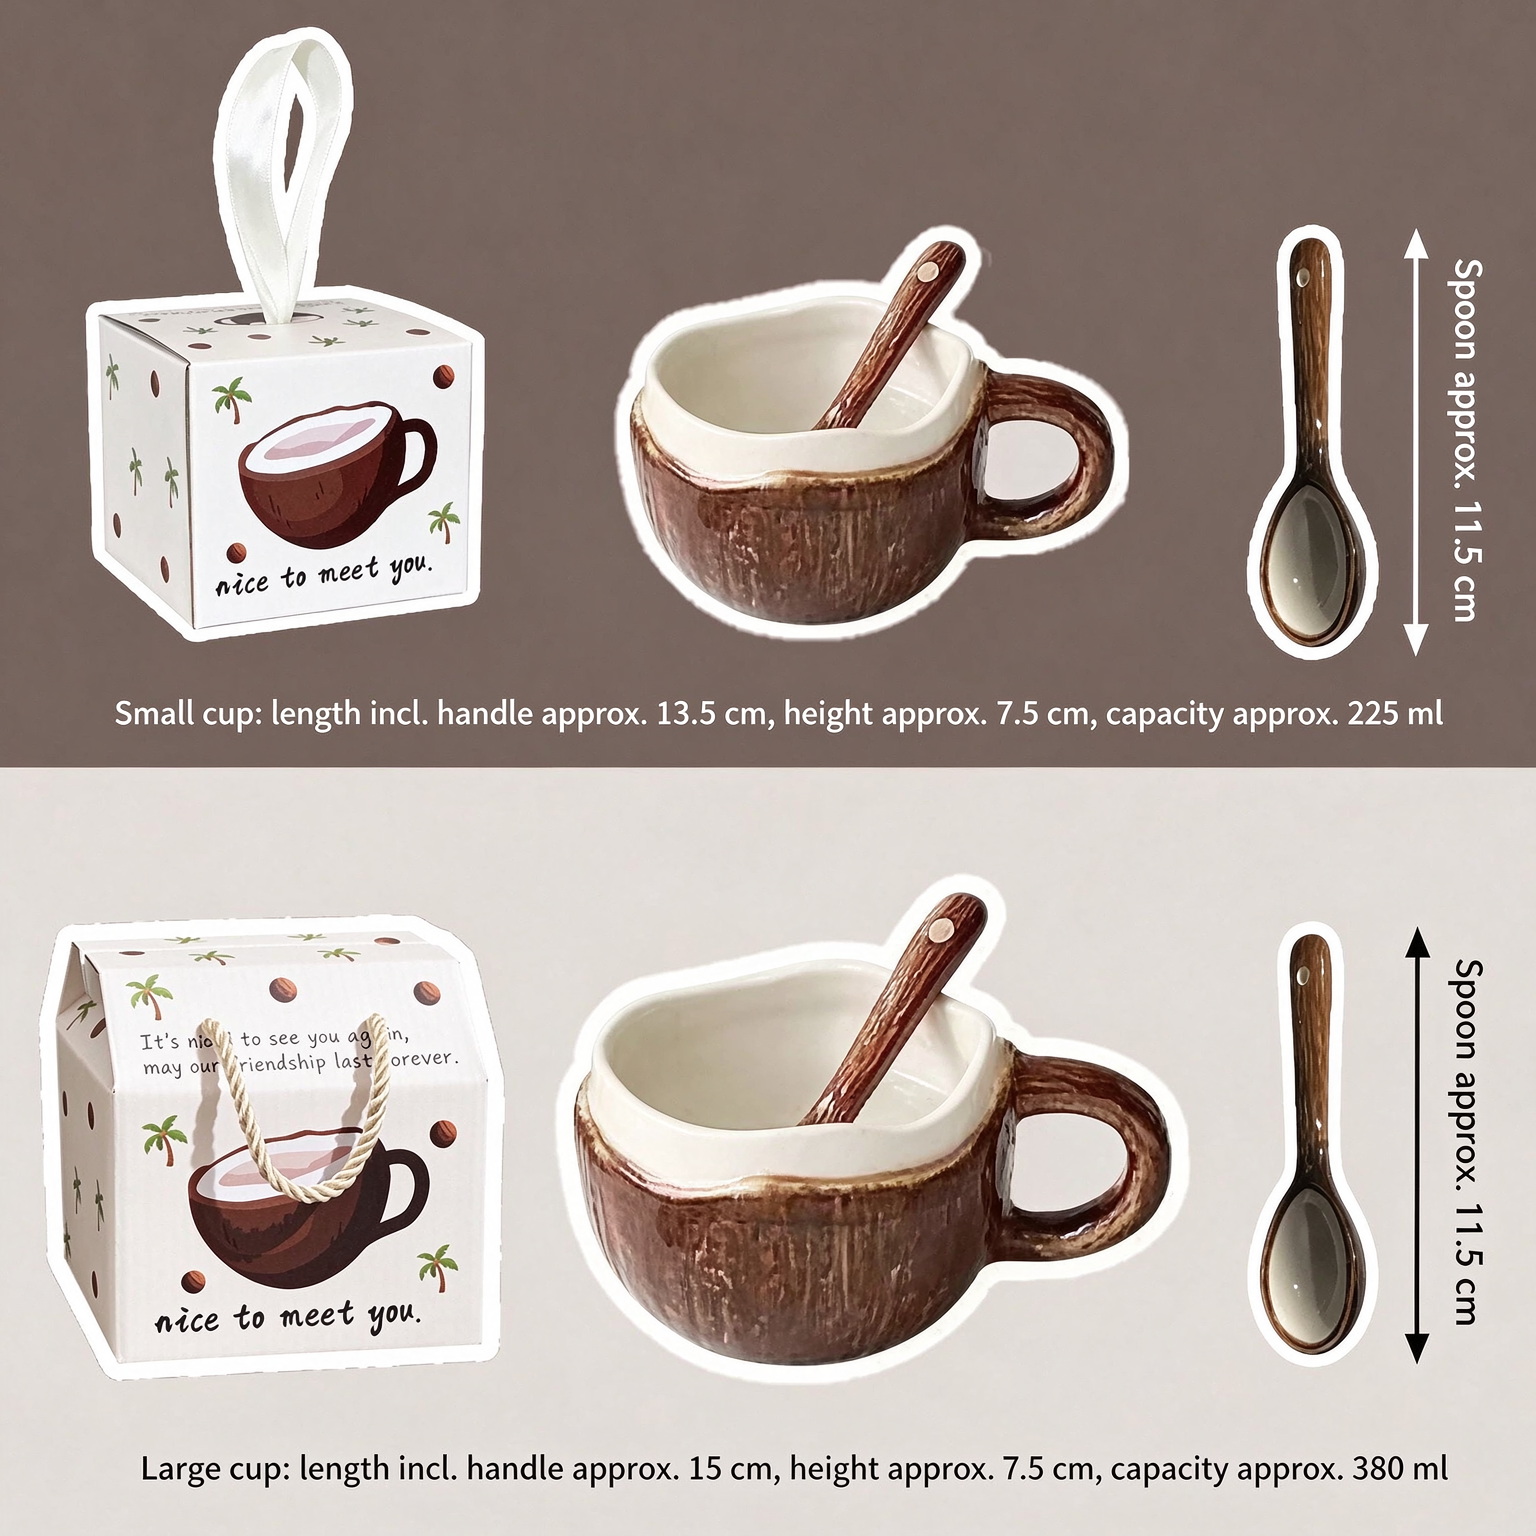 nice to meet you.
Spoon approx. 11.5 cm
Small cup: length incl. handle approx. 13.5 cm, height approx. 7.5 cm, capacity approx. 225 ml
It's to see you
may our last
nice to meet you.
Spoon approx. 11.5 cm
Large cup: length incl. handle approx. 15 cm, height approx. 7.5 cm, capacity approx. 380 ml